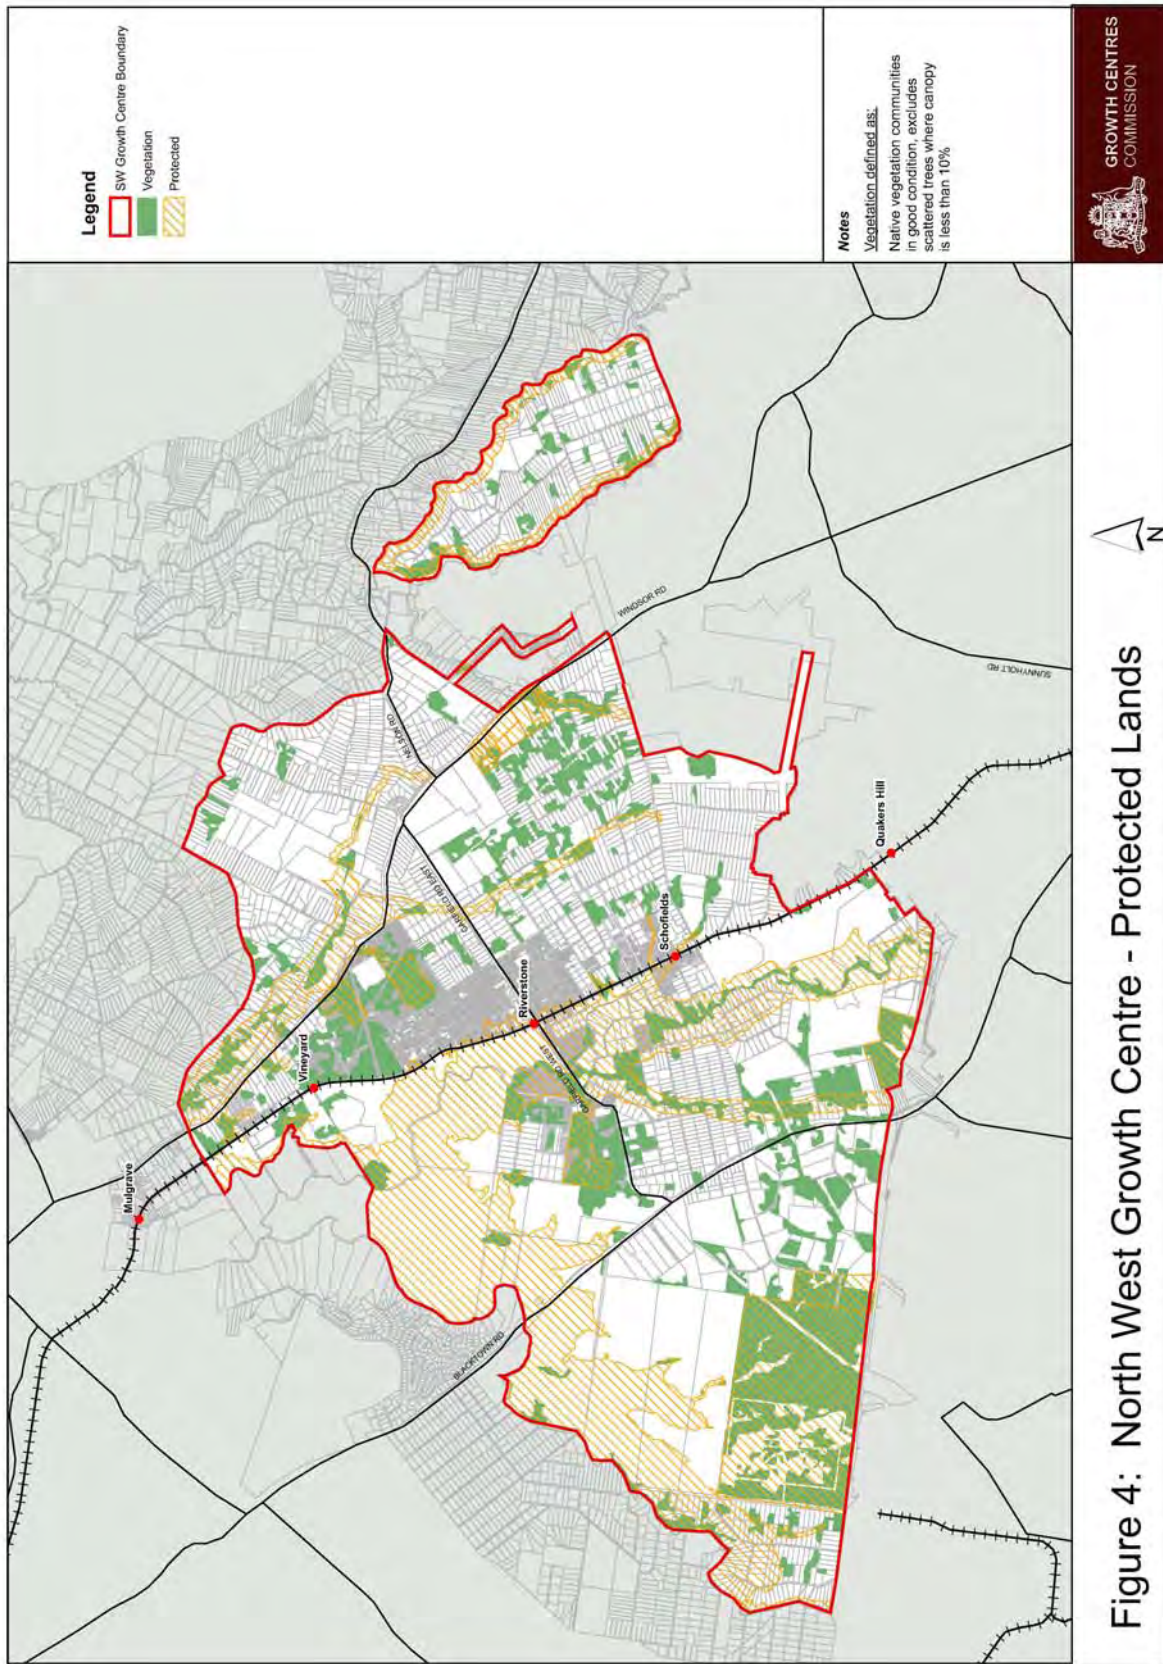 Legend
SW Growth Centre Boundary
Vegetation
Protected
Notes
Vegetation defined as:
Native vegetation communities
in good condition, excludes
scattered trees where canopy
is less than 10%
GROWTH CENTRES
COMMISSION
Mulgrave
Vineyard
Riverstone
Schofields
Quakers Hill
NELSON RD
GARFIELD RD EAST
GARFIELD RD WEST
WINDSOR RD
SUNNYHOLT RD
BLACKTOWN RD
N
Figure 4: North West Growth Centre - Protected Lands